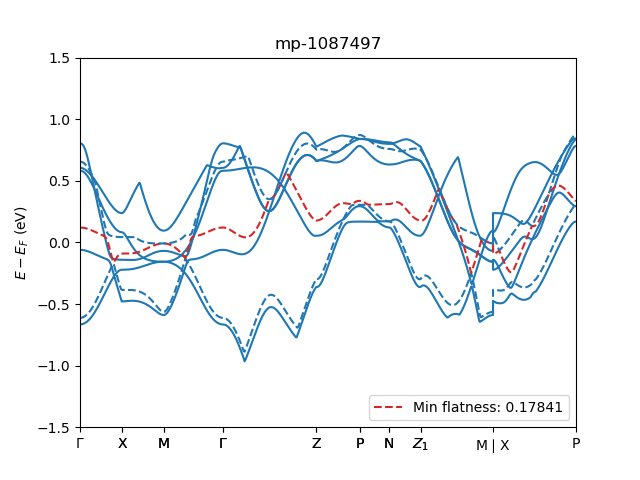 mp-1087497
E − E_F (eV)
1.5
1.0
0.5
0.0
−0.5
−1.0
−1.5
Min flatness: 0.17841
Γ X M Γ Z P N Z₁ M | X P